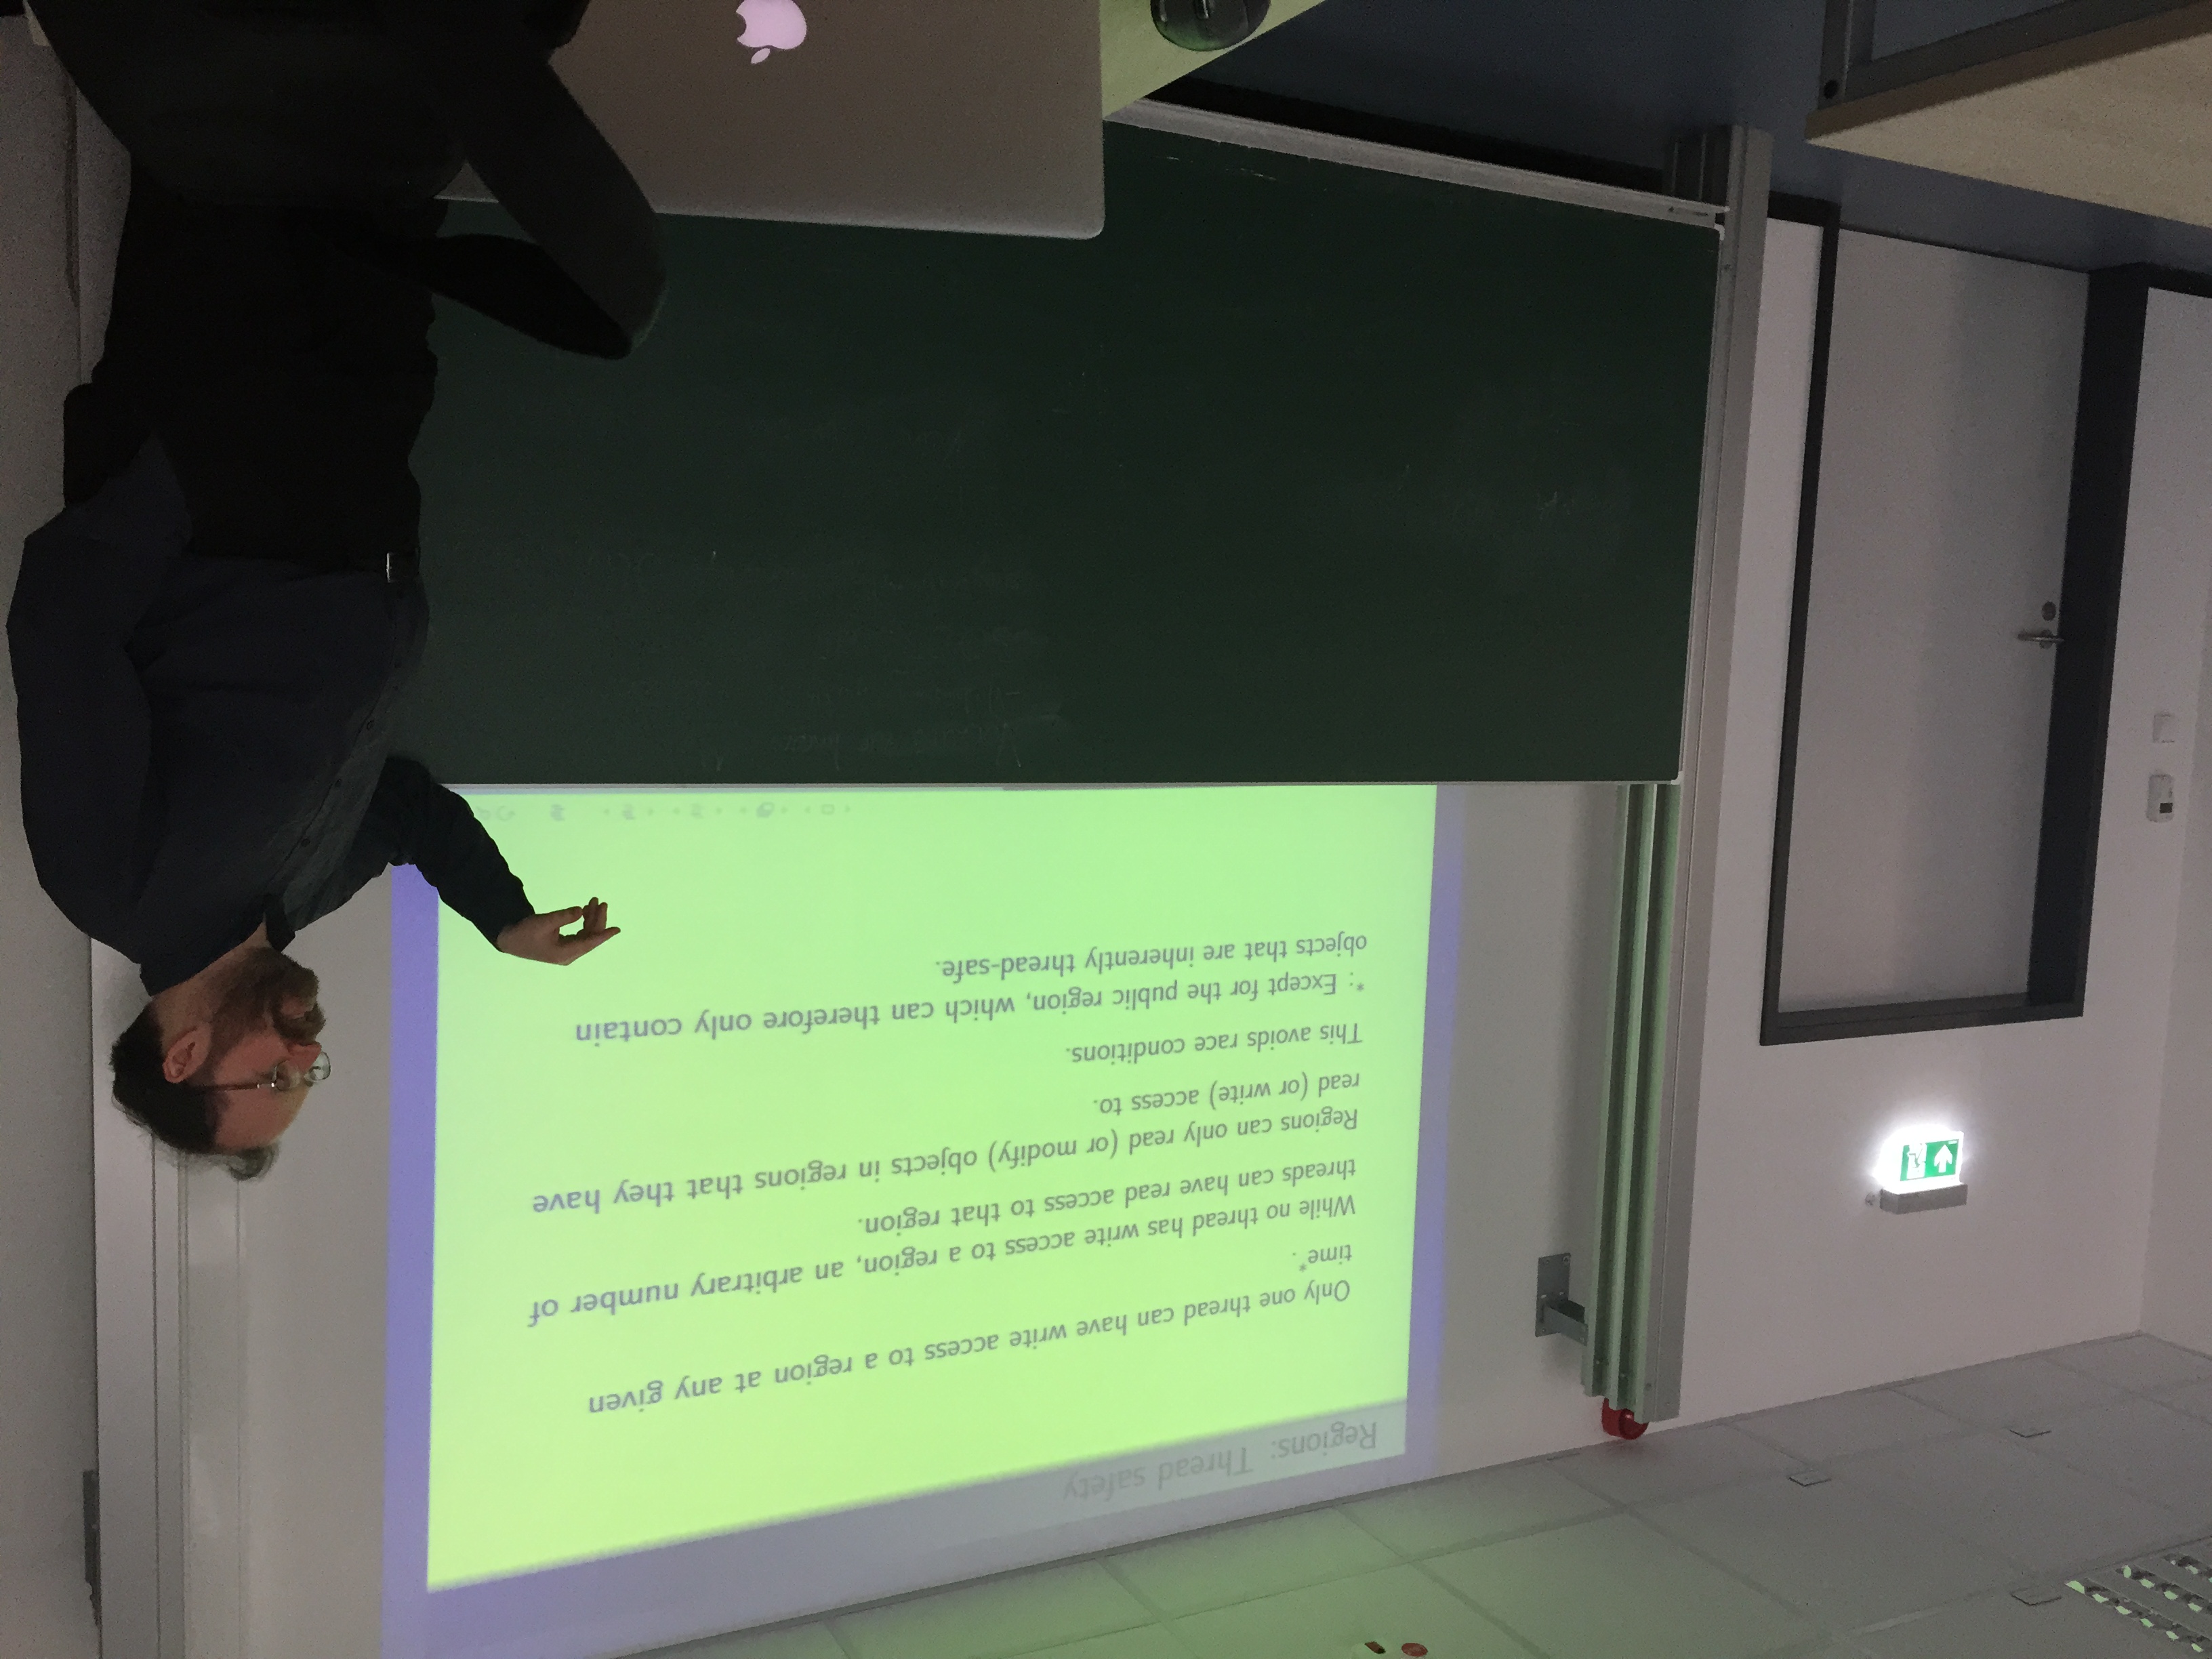 Regions: Thread safety
Only one thread can have write access to a region at any given
time*.
While no thread has write access to a region, an arbitrary number of
threads can have read access to that region.
Regions can only read (or modify) objects in regions that they have
read (or write) access to.
This avoids race conditions.
*: Except for the public region, which can therefore only contain
objects that are inherently thread-safe.